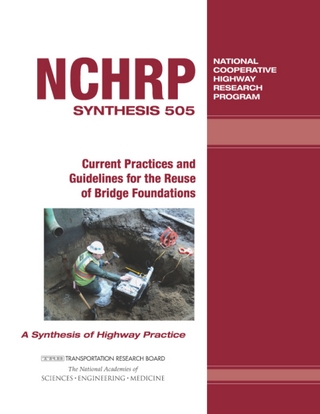 NCHRP
SYNTHESIS 505
NATIONAL
COOPERATIVE
HIGHWAY
RESEARCH
PROGRAM
Current Practices and
Guidelines for the Reuse
of Bridge Foundations
A Synthesis of Highway Practice
TRB TRANSPORTATION RESEARCH BOARD
The National Academies of
SCIENCES • ENGINEERING • MEDICINE